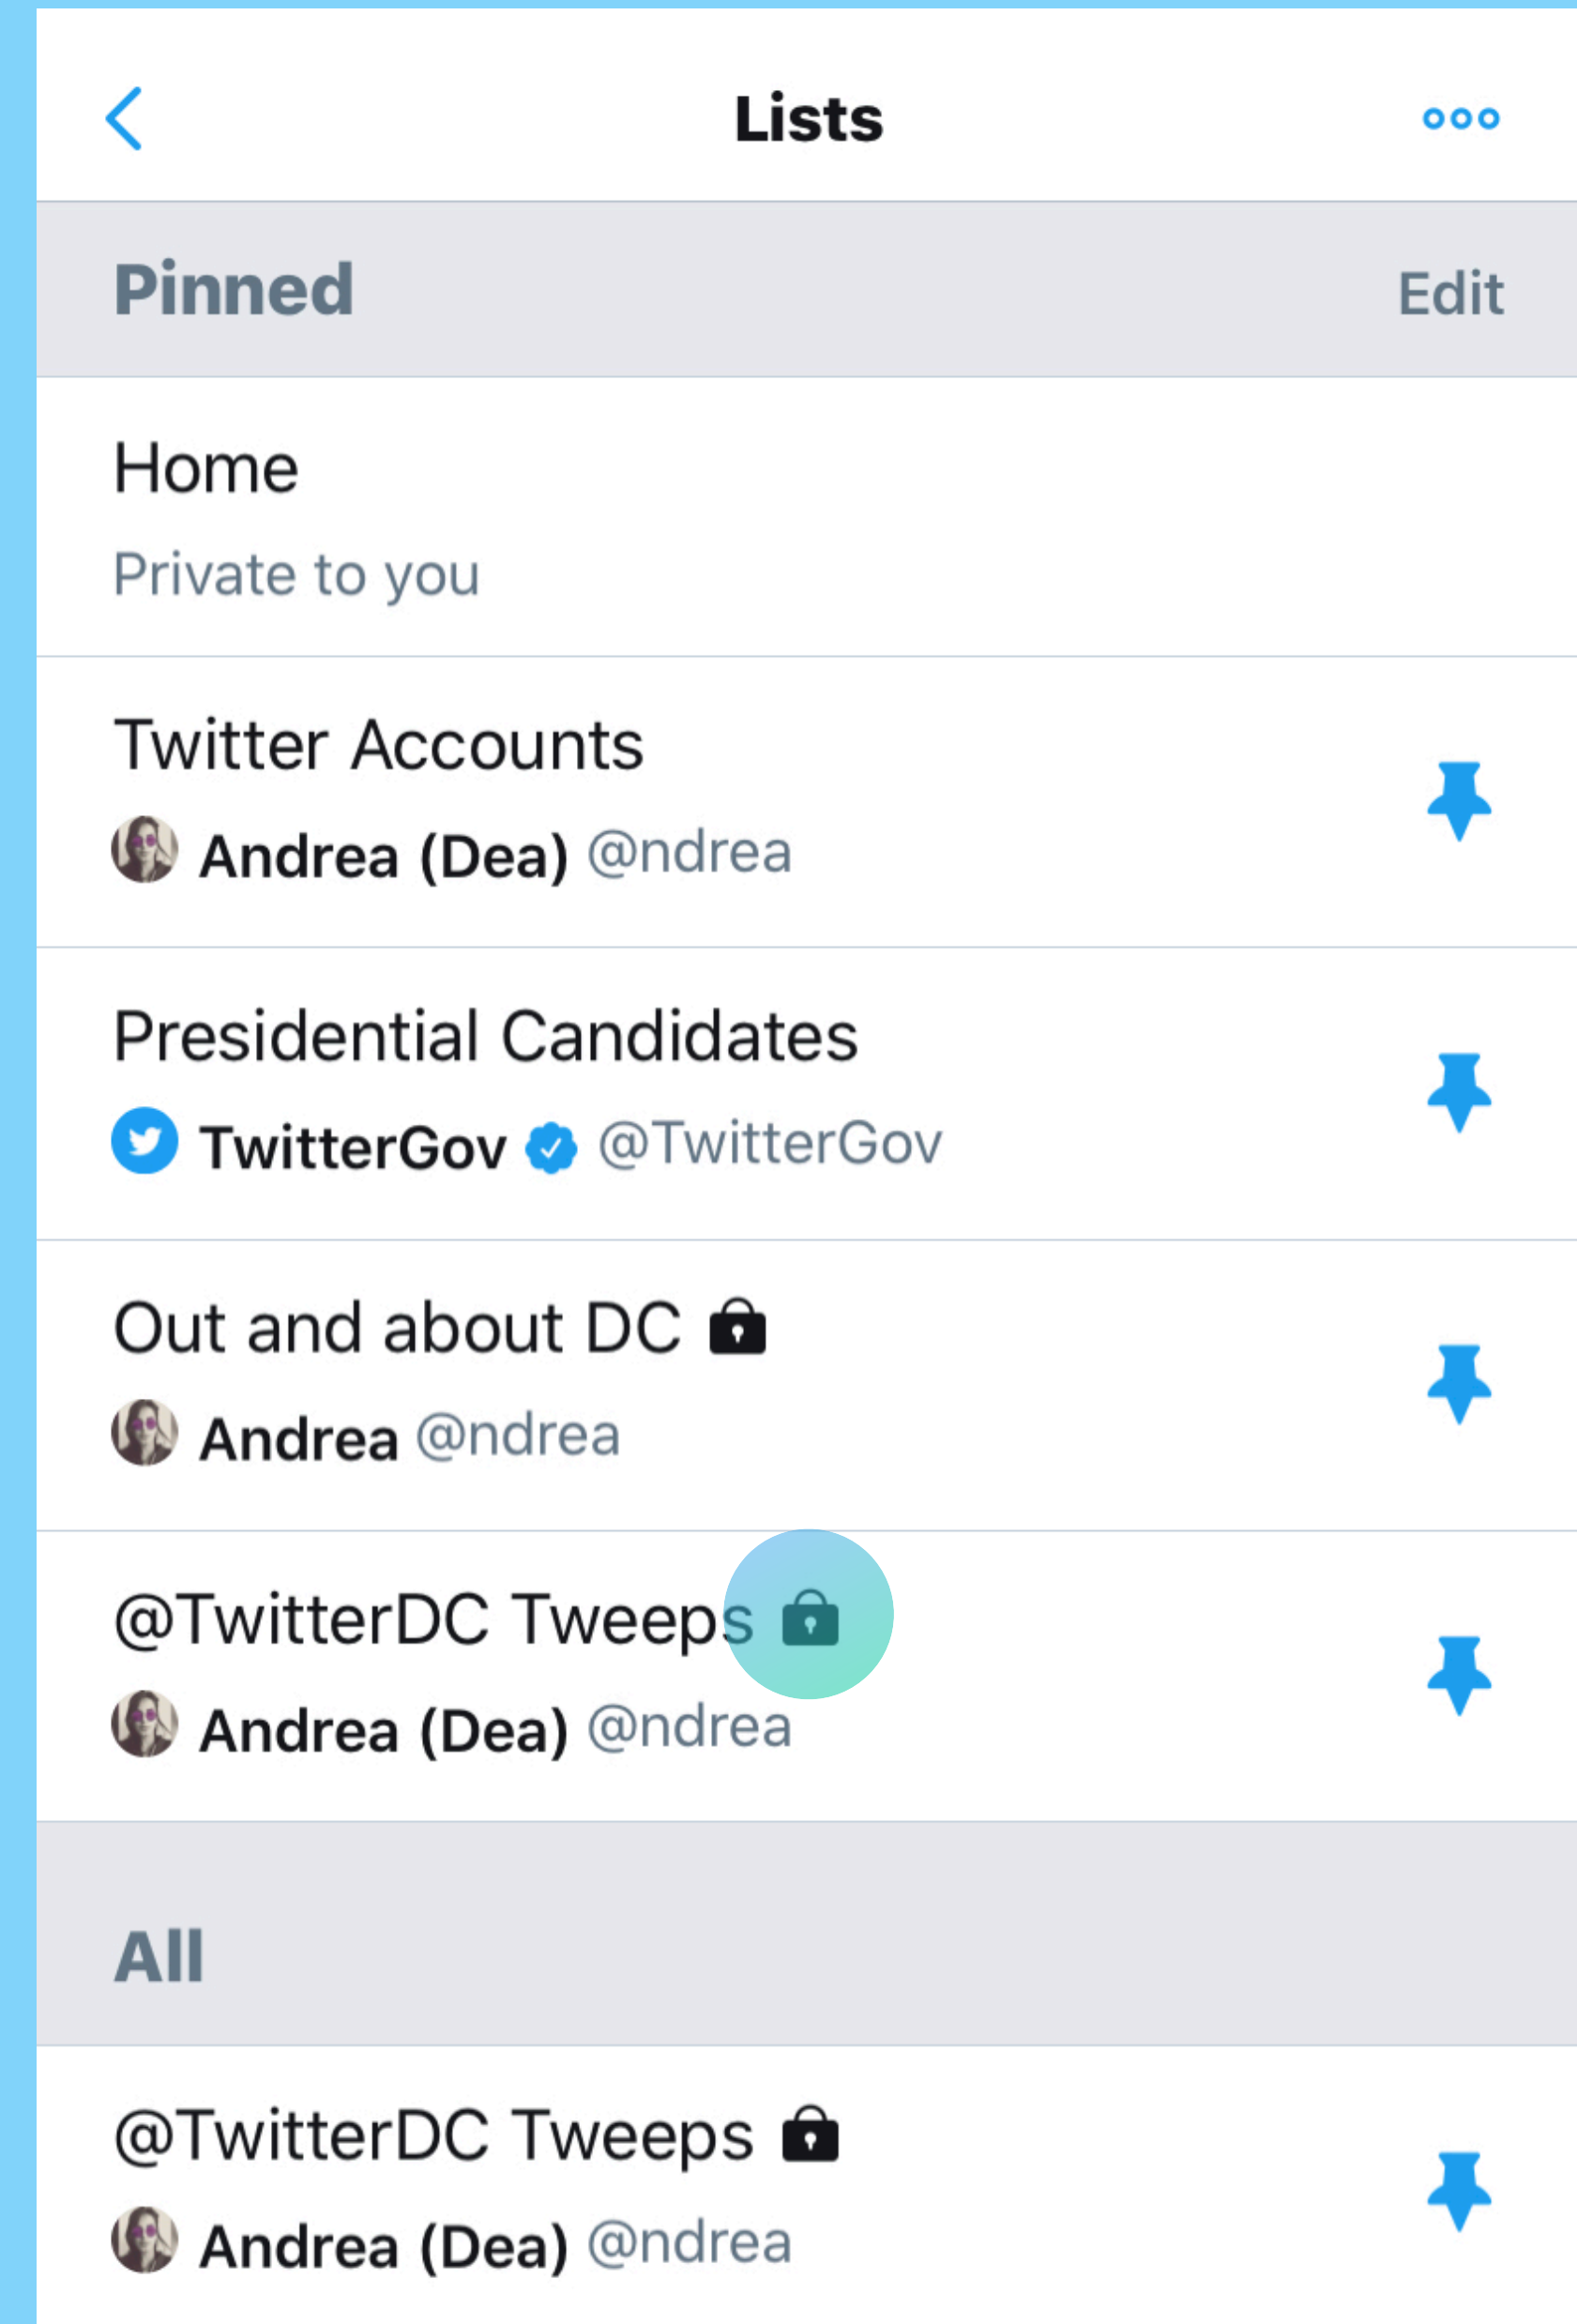 Lists
Pinned Edit
Home
Private to you
Twitter Accounts
Andrea (Dea) @ndrea
Presidential Candidates
TwitterGov @TwitterGov
Out and about DC
Andrea @ndrea
@TwitterDC Tweeps
Andrea (Dea) @ndrea
All
@TwitterDC Tweeps
Andrea (Dea) @ndrea